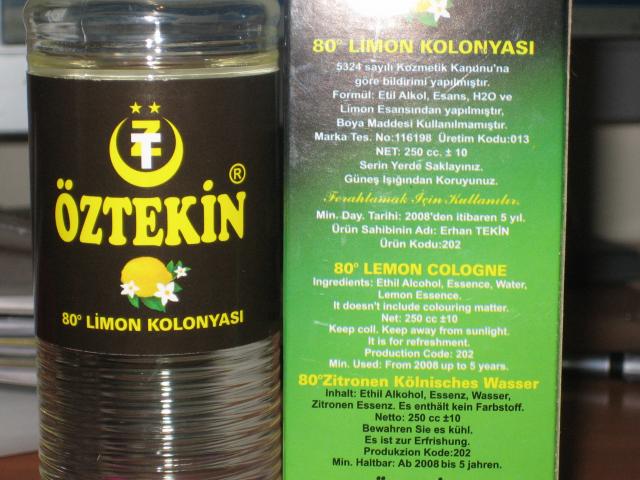 ZT
®
ÖZTEKİN
80° LİMON KOLONYASI
80° LİMON KOLONYASI
5324 sayılı Kozmetik Kanunu'na
göre bildirimi yapılmıştır.
Formül: Etil Alkol, Esans, H2O ve
Limon Esansından yapılmıştır,
Boya Maddesi Kullanılmamıştır.
Marka Tes. No:116198 Üretim Kodu:013
NET: 250 cc. ± 10
Serin Yerde Saklayınız.
Güneş Işığından Koruyunuz.
Ferahlamak İçin Kullanılır.
Min. Day. Tarihi: 2008'den itibaren 5 yıl.
Ürün Sahibinin Adı: Erhan TEKİN
Ürün Kodu:202
80° LEMON COLOGNE
Ingredients: Ethil Alcohol, Essence, Water,
Lemon Essence.
It doesn't include colouring matter.
Net: 250 cc ±10
Keep coll. Keep away from sunlight.
It is for refreshment.
Production Code: 202
Min. Used: From 2008 up to 5 years.
80°Zitronen Kölnisches Wasser
Inhalt: Ethil Alkohol, Essenz, Wasser,
Zitronen Essenz. Es enthält kein Farbstoff.
Netto: 250 cc ±10
Bewahren Sie es kühl.
Es ist zur Erfrishung.
Produkzion Kode:202
Min. Haltbar: Ab 2008 bis 5 jahren.